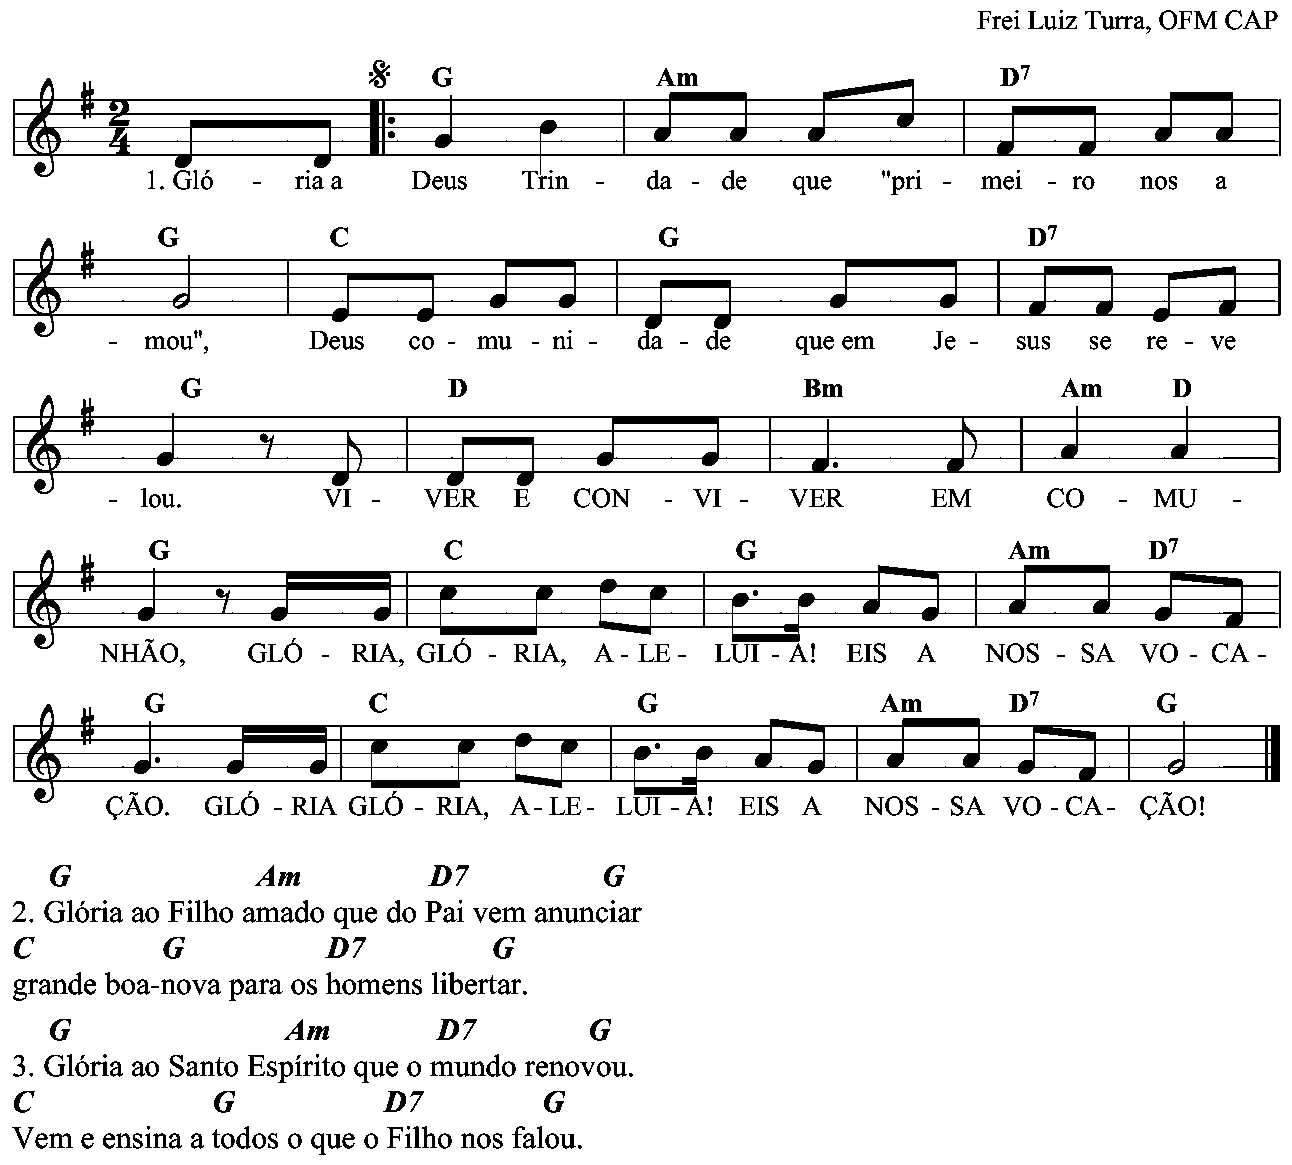 Frei Luiz Turra, OFM CAP
G Am D7
2/4
1. Gló - ria a Deus Trin - da - de que "pri - mei - ro nos a
G C G D7
- mou", Deus co - mu - ni - da - de que em Je - sus se re - ve
G D Bm Am D
- lou. VI - VER E CON - VI - VER EM CO - MU -
G C G Am D7
NHÃO, GLÓ - RIA, GLÓ - RIA, A - LE - LUI - A! EIS A NOS - SA VO - CA -
G C G Am D7 G
ÇÃO. GLÓ - RIA GLÓ - RIA, A - LE - LUI - A! EIS A NOS - SA VO - CA - ÇÃO!
G Am D7 G
2. Glória ao Filho amado que do Pai vem anunciar
C G D7 G
grande boa-nova para os homens libertar.
G Am D7 G
3. Glória ao Santo Espírito que o mundo renovou.
C G D7 G
Vem e ensina a todos o que o Filho nos falou.